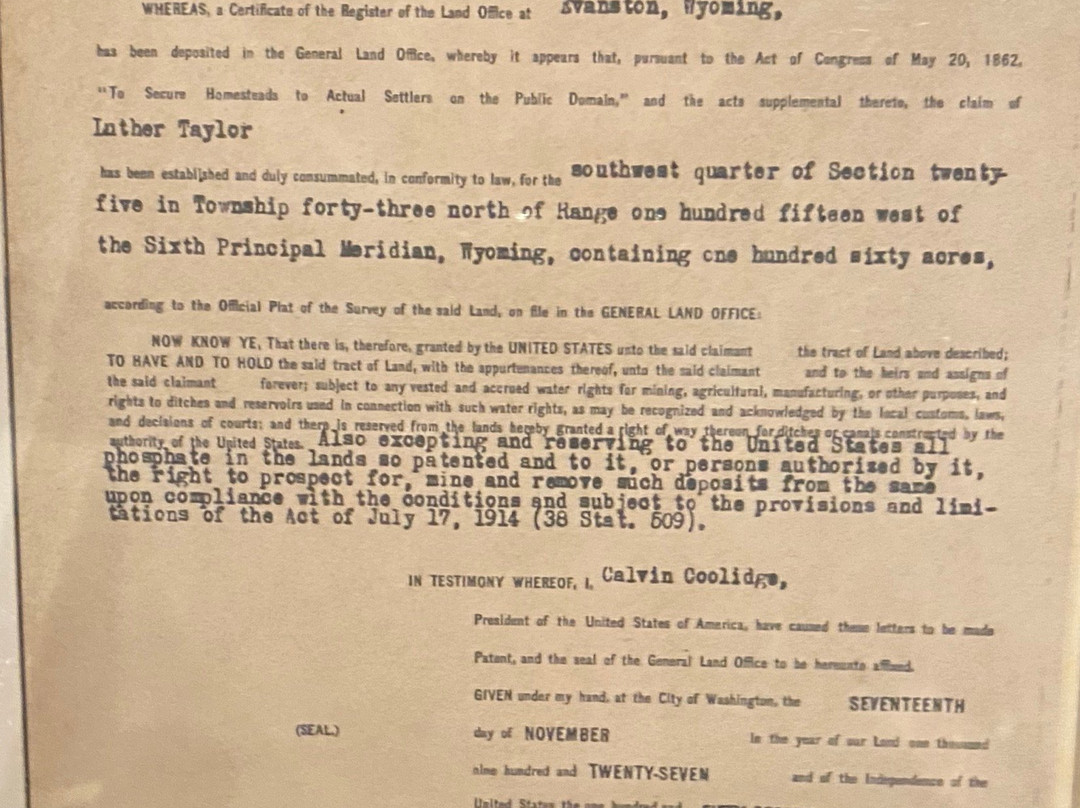 WHEREAS, a Certificate of the Register of the Land Office at Evanston, Wyoming,
has been deposited in the General Land Office, whereby it appears that, pursuant to the Act of Congress of May 20, 1862,
"To Secure Homesteads to Actual Settlers on the Public Domain," and the acts supplemental thereto, the claim of
Luther Taylor
has been established and duly consummated, in conformity to law, for the southwest quarter of Section twenty-
five in Township forty-three north of Range one hundred fifteen west of
the Sixth Principal Meridian, Wyoming, containing one hundred sixty acres,
according to the Official Plat of the Survey of the said Land, on file in the GENERAL LAND OFFICE:
NOW KNOW YE, That there is, therefore, granted by the UNITED STATES unto the said claimant the tract of Land above described;
TO HAVE AND TO HOLD the said tract of Land, with the appurtenances thereof, unto the said claimant and to the heirs and assigns of
the said claimant forever; subject to any vested and accrued water rights for mining, agricultural, manufacturing, or other purposes, and
rights to ditches and reservoirs used in connection with such water rights, as may be recognized and acknowledged by the local customs, laws,
and decisions of courts; and there is reserved from the lands hereby granted a right of way thereon for ditches or canals constructed by the
authority of the United States. Also excepting and reserving to the United States all
phosphate in the lands so patented and to it, or persons authorized by it,
the right to prospect for, mine and remove such deposits from the same
upon compliance with the conditions and subject to the provisions and limi-
tations of the Act of July 17, 1914 (38 Stat. 509).
IN TESTIMONY WHEREOF, I, Calvin Coolidge,
President of the United States of America, have caused these letters to be made
Patent, and the seal of the General Land Office to be hereunto affixed.
GIVEN under my hand, at the City of Washington, the SEVENTEENTH
(SEAL) day of NOVEMBER in the year of our Lord one thousand
nine hundred and TWENTY-SEVEN and of the Independence of the
United States the one hundred and